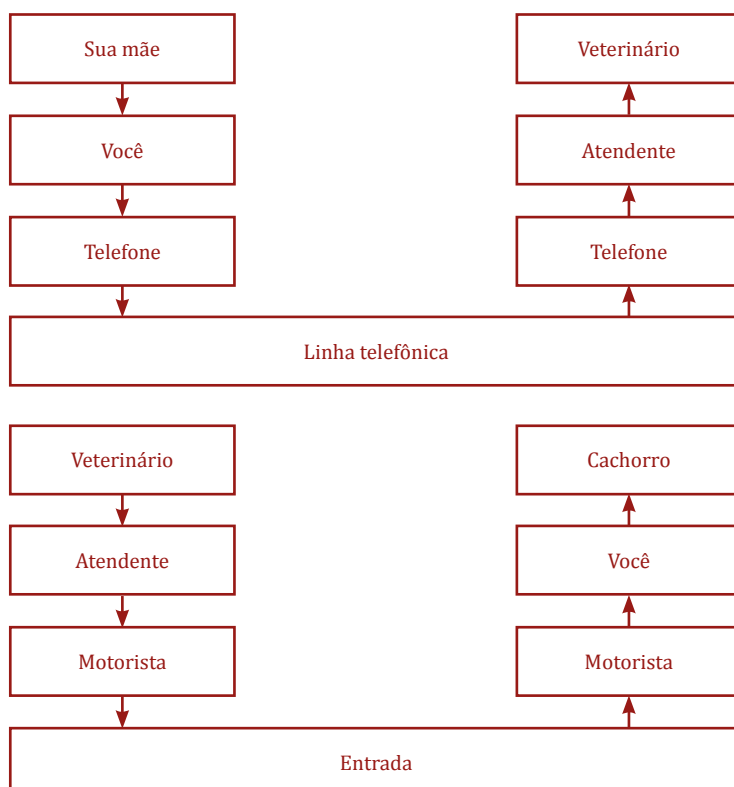 Sua mãe
Veterinário
Você
Atendente
Telefone
Telefone
Linha telefônica
Veterinário
Cachorro
Atendente
Você
Motorista
Motorista
Entrada